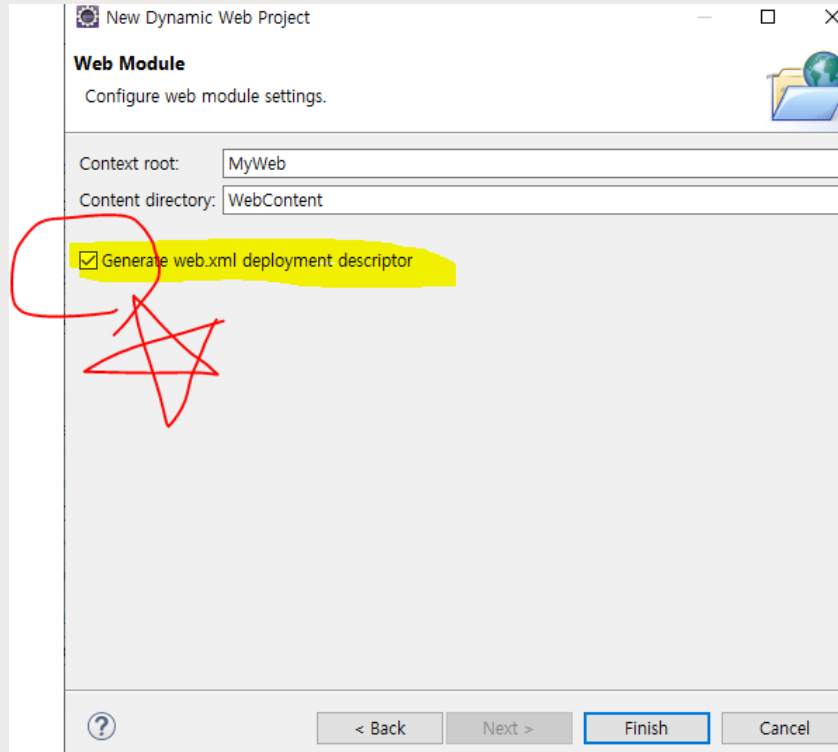 New Dynamic Web Project
Web Module
Configure web module settings.
Context root: MyWeb
Content directory: WebContent
Generate web.xml deployment descriptor
? < Back Next > Finish Cancel